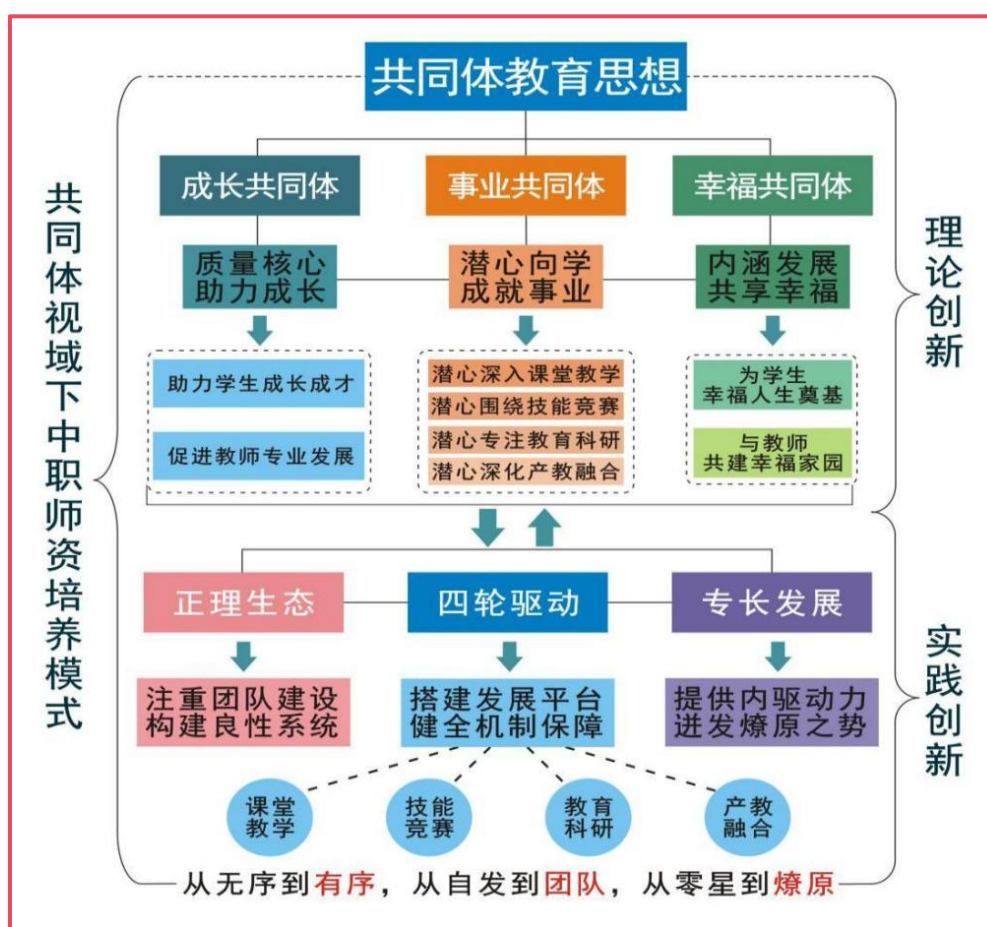 共同体教育思想
成长共同体
事业共同体
幸福共同体
质量核心
助力成长
潜心向学
成就事业
内涵发展
共享幸福
助力学生成长成才
促进教师专业发展
潜心深入课堂教学
潜心围绕技能竞赛
潜心专注教育科研
潜心深化产教融合
为学生
幸福人生奠基
与教师
共建幸福家园
共同体视域下中职师资培养模式
理论创新
正理生态
四轮驱动
专长发展
注重团队建设
构建良性系统
搭建发展平台
健全机制保障
提供内驱动力
迸发燎原之势
课堂
教学
技能
竞赛
教育
科研
产教
融合
实践创新
从无序到有序，从自发到团队，从零星到燎原